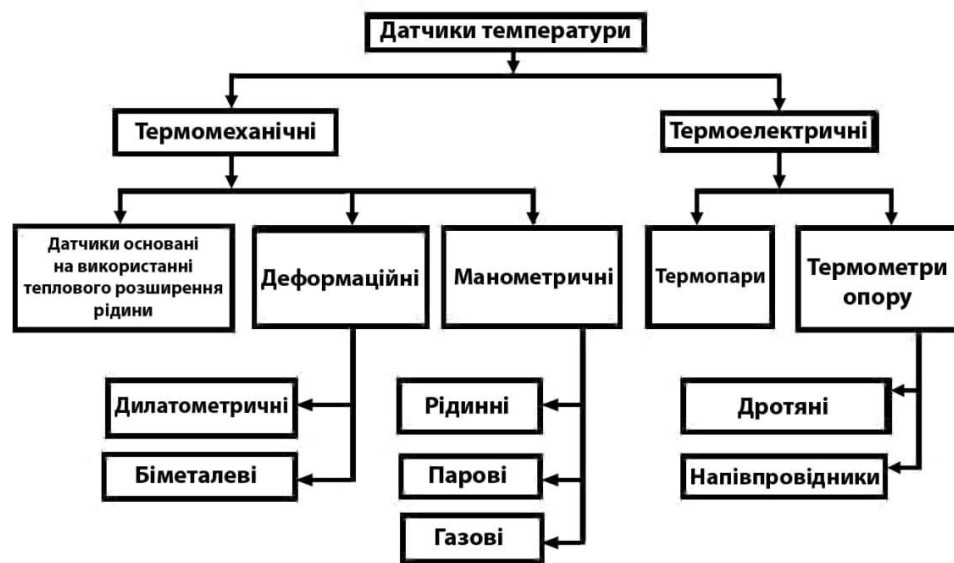 Датчики температури
Термомеханічні
Термоелектричні
Датчики основані
на використанні
теплового розширення
рідини
Деформаційні
Манометричні
Термопари
Термометри
опору
Дилатометричні
Біметалеві
Рідинні
Парові
Газові
Дротяні
Напівпровідники